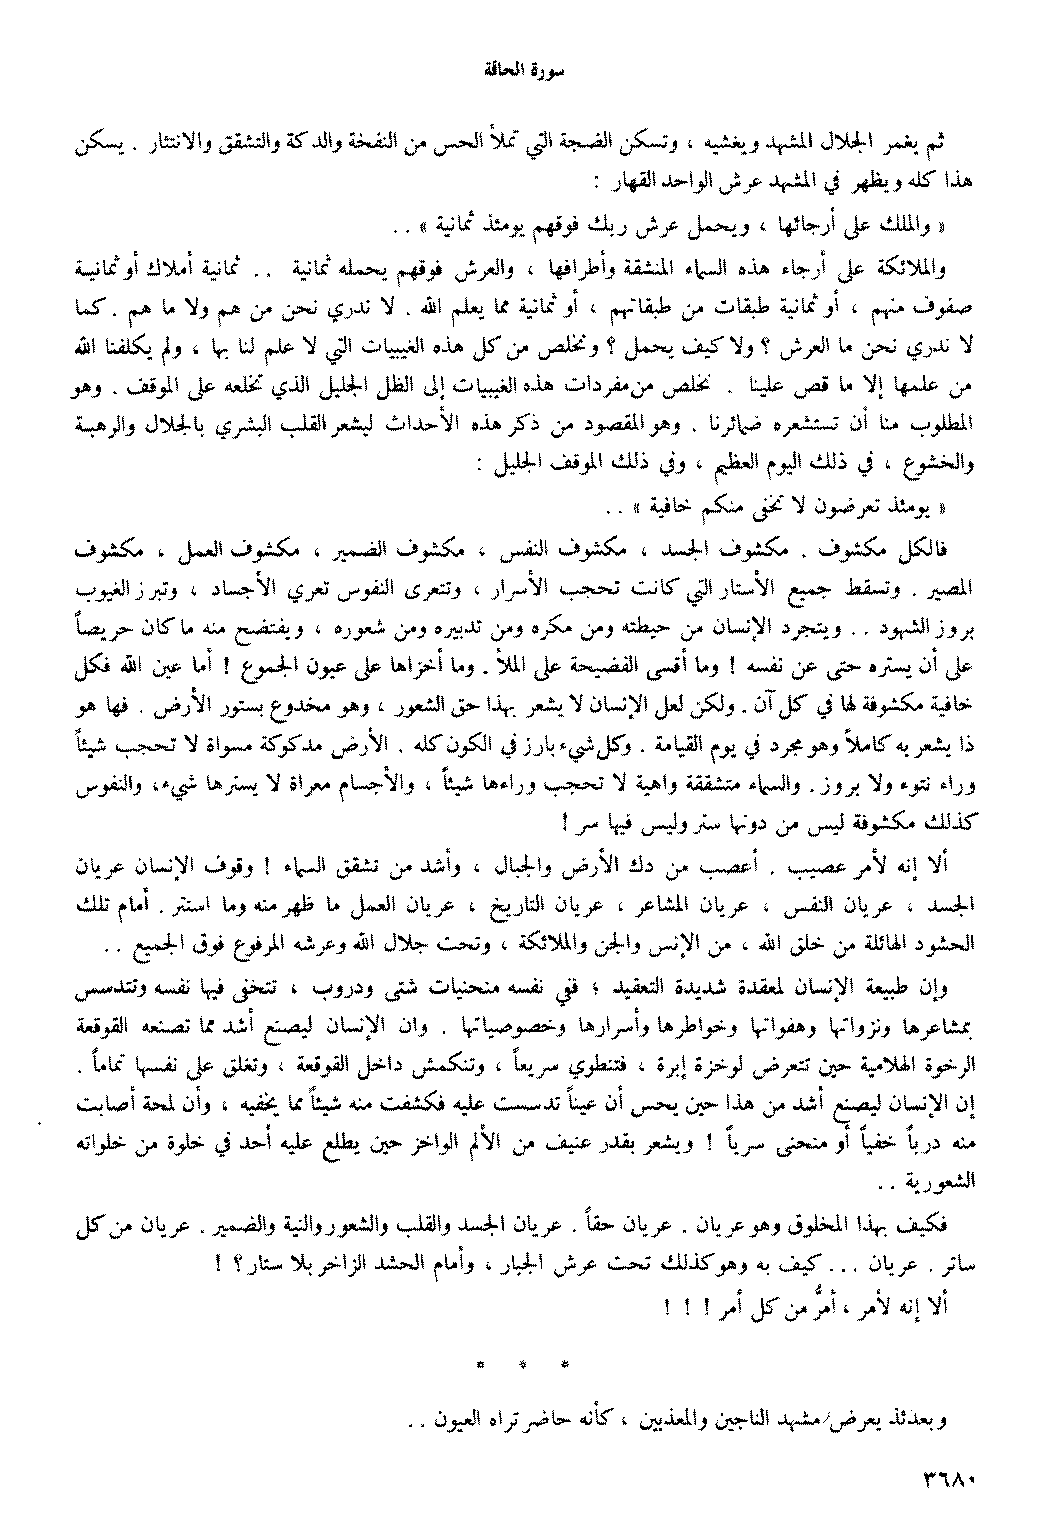 سورة الحاقة
ثم يغمر الجلال المشهد ويغشيه ، وتسكن الضجة التي تملأ الحس من النفخة والدكة والتشقق والانتثار . يسكن
هذا كله ويظهر في المشهد عرش الواحد القهار :
« والملك على أرجائها ، ويحمل عرش ربك فوقهم يومئذ ثمانية » ..
والملائكة على أرجاء هذه السماء المنشقة وأطرافها ، والعرش فوقهم يحمله ثمانية .. ثمانية أملاك أو ثمانية
صفوف منهم ، أو ثمانية طبقات من طبقاتهم ، أو ثمانية مما يعلم الله . لا ندري نحن من هم ولا ما هم . كما
لا ندري نحن ما العرش ؟ ولا كيف يحمل ؟ ونخلص من كل هذه الغيبيات التي لا علم لنا بها ، ولم يكلفنا الله
من علمها إلا ما قص علينا . نخلص من مفردات هذه الغيبيات إلى الظل الجليل الذي تخلعه على الموقف . وهو
المطلوب منا أن تستشعره ضمائرنا . وهو المقصود من ذكر هذه الأحداث ليشعر القلب البشري بالجلال والرهبة
والخشوع ، في ذلك اليوم العظيم ، وفي ذلك الموقف الجليل :
« يومئذ تعرضون لا تخفى منكم خافية » ..
فالكل مكشوف . مكشوف الجسد ، مكشوف النفس ، مكشوف الضمير ، مكشوف العمل ، مكشوف
المصير . وتسقط جميع الأستار التي كانت تحجب الأسرار ، وتتعرى النفوس تعري الأجساد ، وتبرز الغيوب
بروز الشهود .. ويتجرد الإنسان من حيطته ومن مكره ومن تدبيره ومن شعوره ، ويفتضح منه ما كان حريصاً
على أن يستره حتى عن نفسه ! وما أقسى الفضيحة على الملأ . وما أخزاها على عيون الجموع ! أما عين الله فكل
خافية مكشوفة لها في كل آن . ولكن لعل الإنسان لا يشعر بهذا حق الشعور ، وهو مخدوع بستور الأرض . فها هو
ذا يشعر به كاملاً وهو مجرد في يوم القيامة . وكل شيء بارز في الكون كله . الأرض مدكوكة مسواة لا تحجب شيئاً
وراء نتوء ولا بروز . والسماء متشققة واهية لا تحجب وراءها شيئاً ، والأجسام معراة لا يسترها شيء، والنفوس
كذلك مكشوفة ليس من دونها ستر وليس فيها سر !
ألا إنه لأمر عصيب . أعصب من دك الأرض والجبال ، وأشد من تشقق السماء ! وقوف الإنسان عريان
الجسد ، عريان النفس ، عريان المشاعر ، عريان التاريخ ، عريان العمل ما ظهر منه وما استتر . أمام تلك
الحشود الهائلة من خلق الله ، من الإنس والجن والملائكة ، وتحت جلال الله وعرشه المرفوع فوق الجميع ..
وإن طبيعة الإنسان لمعقدة شديدة التعقيد ؛ ففي نفسه منحنيات شتى ودروب ، تتخفى فيها نفسه وتتدسس
بمشاعرها ونزواتها وهفواتها وخواطرها وأسرارها وخصوصياتها . وان الإنسان ليصنع أشد مما تصنعه القوقعة
الرخوة الهلامية حين تتعرض لوخزة إبرة ، فتنطوي سريعاً ، وتنكمش داخل القوقعة ، وتغلق على نفسها تماماً .
إن الإنسان ليصنع أشد من هذا حين يحس أن عيناً تدسست عليه فكشفت منه شيئاً مما يخفيه ، وأن لمحة أصابت
منه درباً خفياً أو منحنى سرياً ! ويشعر بقدر عنيف من الألم الواخز حين يطلع عليه أحد في خلوة من خلواته
الشعورية ..
فكيف بهذا المخلوق وهو عريان . عريان حقاً . عريان الجسد والقلب والشعور والنية والضمير . عريان من كل
ساتر . عريان ... كيف به وهو كذلك تحت عرش الجبار ، وأمام الحشد الزاخر بلا ستار ؟ !
ألا إنه لأمر ، أمرُّ من كل أمر ! ! !
* * *
وبعدئذ يعرض/مشهد الناجين والمعذبين ، كأنه حاضر تراه العيون ..
٣٦٨٠